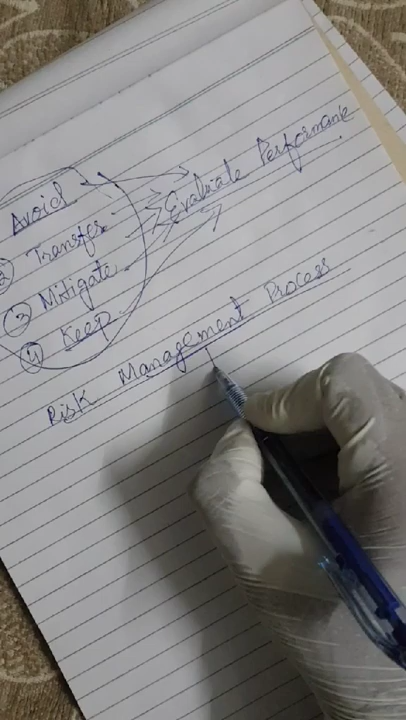 Avoid
② Transfer
③ Mitigate
④ Keep
Evaluate Performance.
Risk Management Process